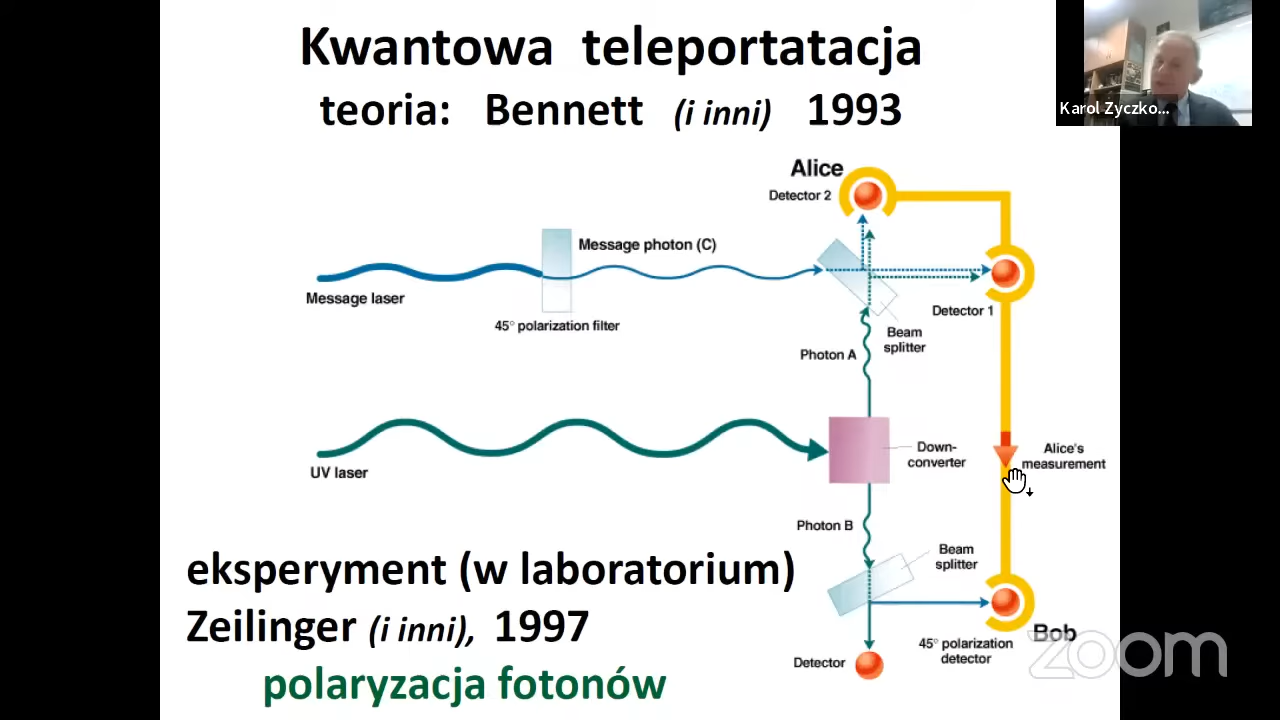 Kwantowa teleportatacja
teoria: Bennett (i inni) 1993
Karol Zyczko...
Alice
Detector 2
Message photon (C)
Message laser
45° polarization filter
Detector 1
Beam
splitter
Photon A
UV laser
Down-
converter
Alice's
measurement
Photon B
Beam
splitter
eksperyment (w laboratorium)
Zeilinger (i inni), 1997
polaryzacja fotonów
Bob
45° polarization
detector
Detector
zoom